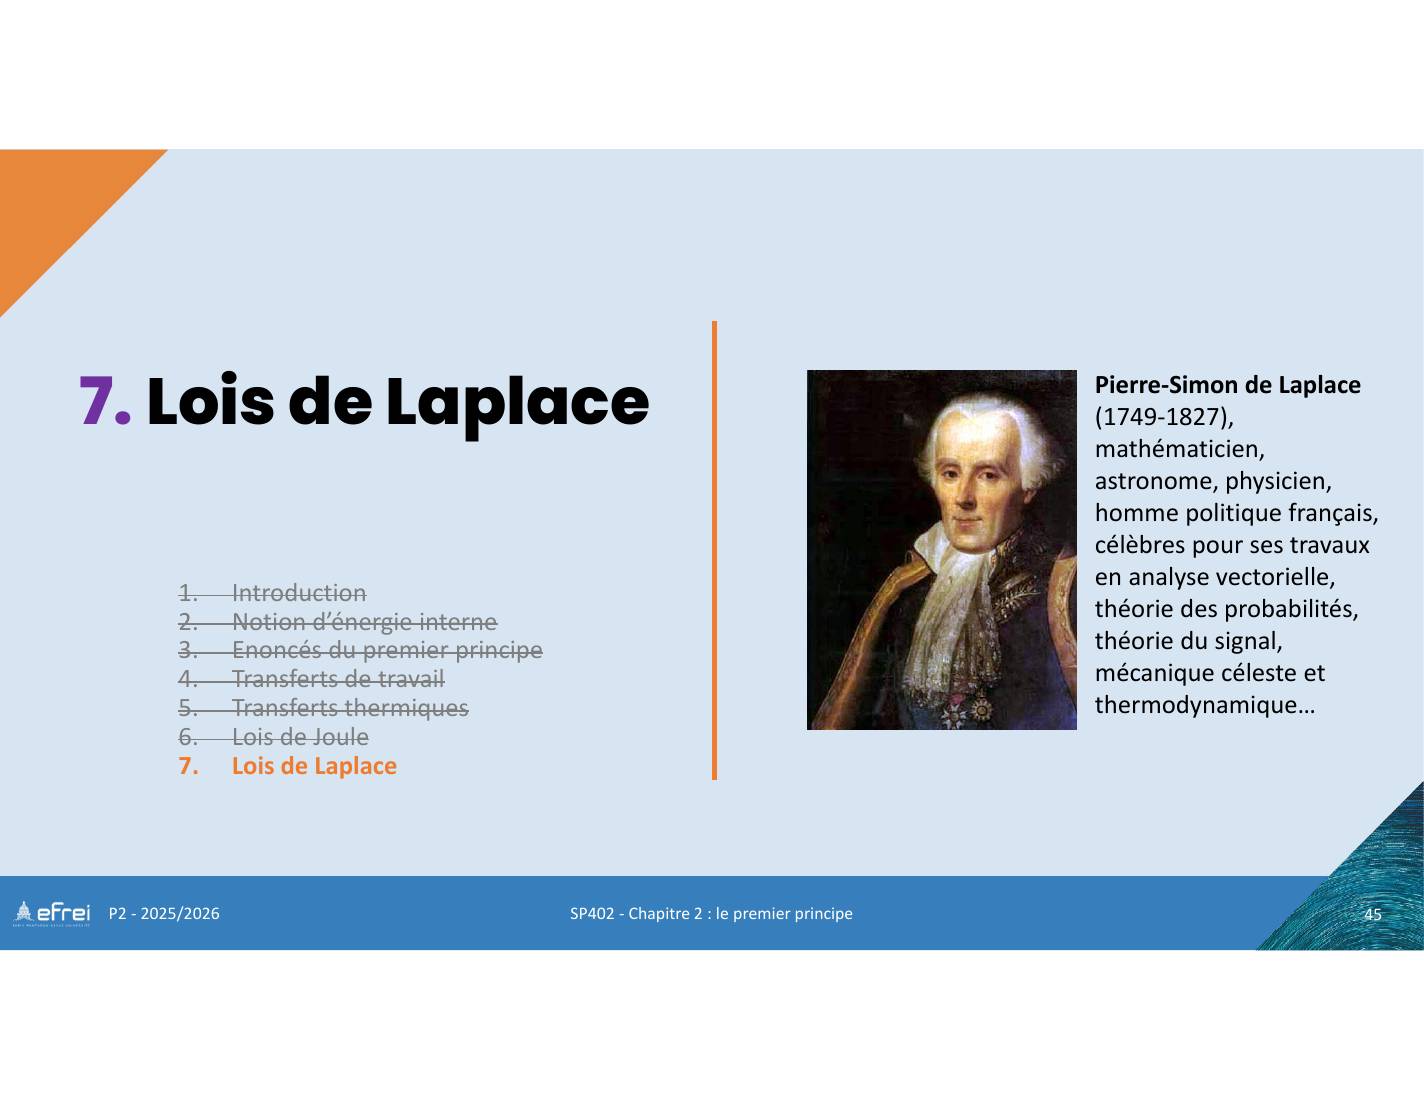 7. Lois de Laplace
1. Introduction
2. Notion d’énergie interne
3. Enoncés du premier principe
4. Transferts de travail
5. Transferts thermiques
6. Lois de Joule
7. Lois de Laplace
Pierre-Simon de Laplace
(1749-1827),
mathématicien,
astronome, physicien,
homme politique français,
célèbres pour ses travaux
en analyse vectorielle,
théorie des probabilités,
théorie du signal,
mécanique céleste et
thermodynamique…
efrei
P2 - 2025/2026
SP402 - Chapitre 2 : le premier principe
45